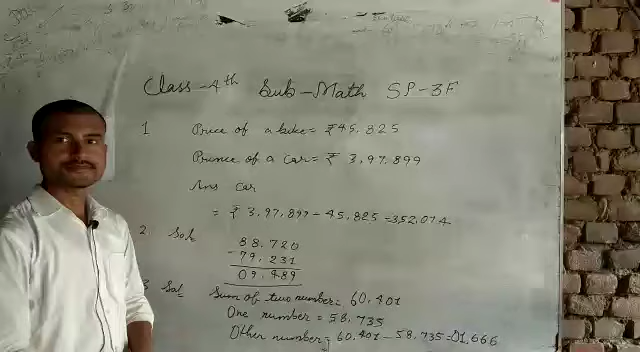 Class-4th Sub-Math SP-3F
1 Price of a bike= ₹45,825
Prince of a car= ₹ 3,97,899
Ans car
= ₹ 3,97,899-45,825=3,52,074
2. Sol.
88,720
-79,231
09,489
3 Sol. Sum of two number= 60,401
One number = 58,735
Other number= 60,401-58,735=01,666